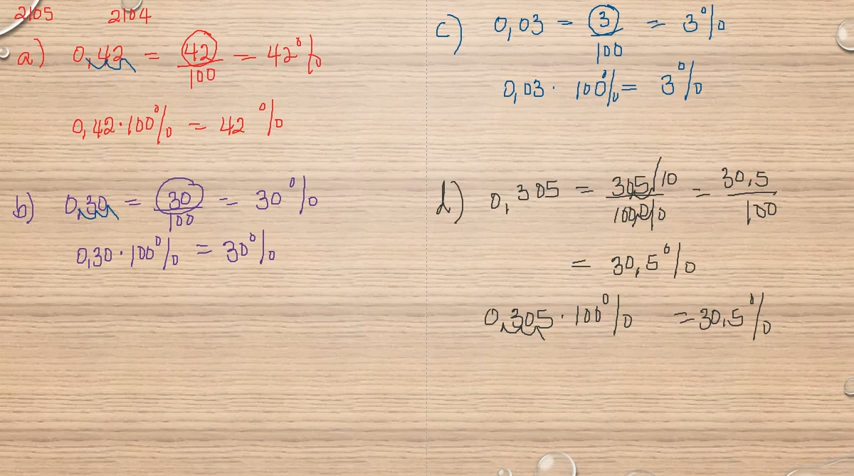 2105 2104
a) 0,42 = 42/100 = 42%
0,42 · 100% = 42%
b) 0,30 = 30/100 = 30%
0,30 · 100% = 30%
c) 0,03 = 3/100 = 3%
0,03 · 100% = 3%
d) 0,305 = 305/10 / 1000/10 = 30,5/100
= 30,5%
0,305 · 100% = 30,5%